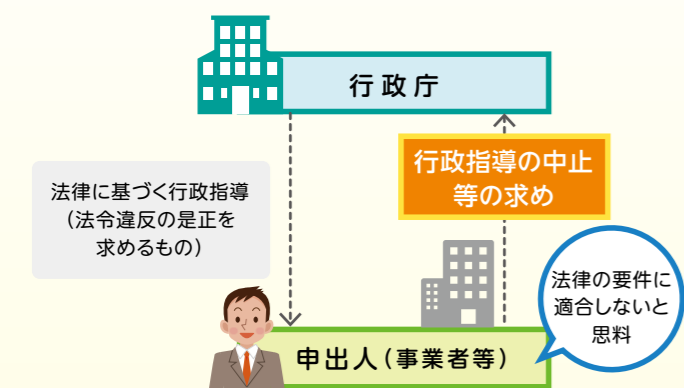 行政庁
行政指導の中止
等の求め
法律に基づく行政指導
（法令違反の是正を
求めるもの）
法律の要件に
適合しないと
思料
申出人（事業者等）